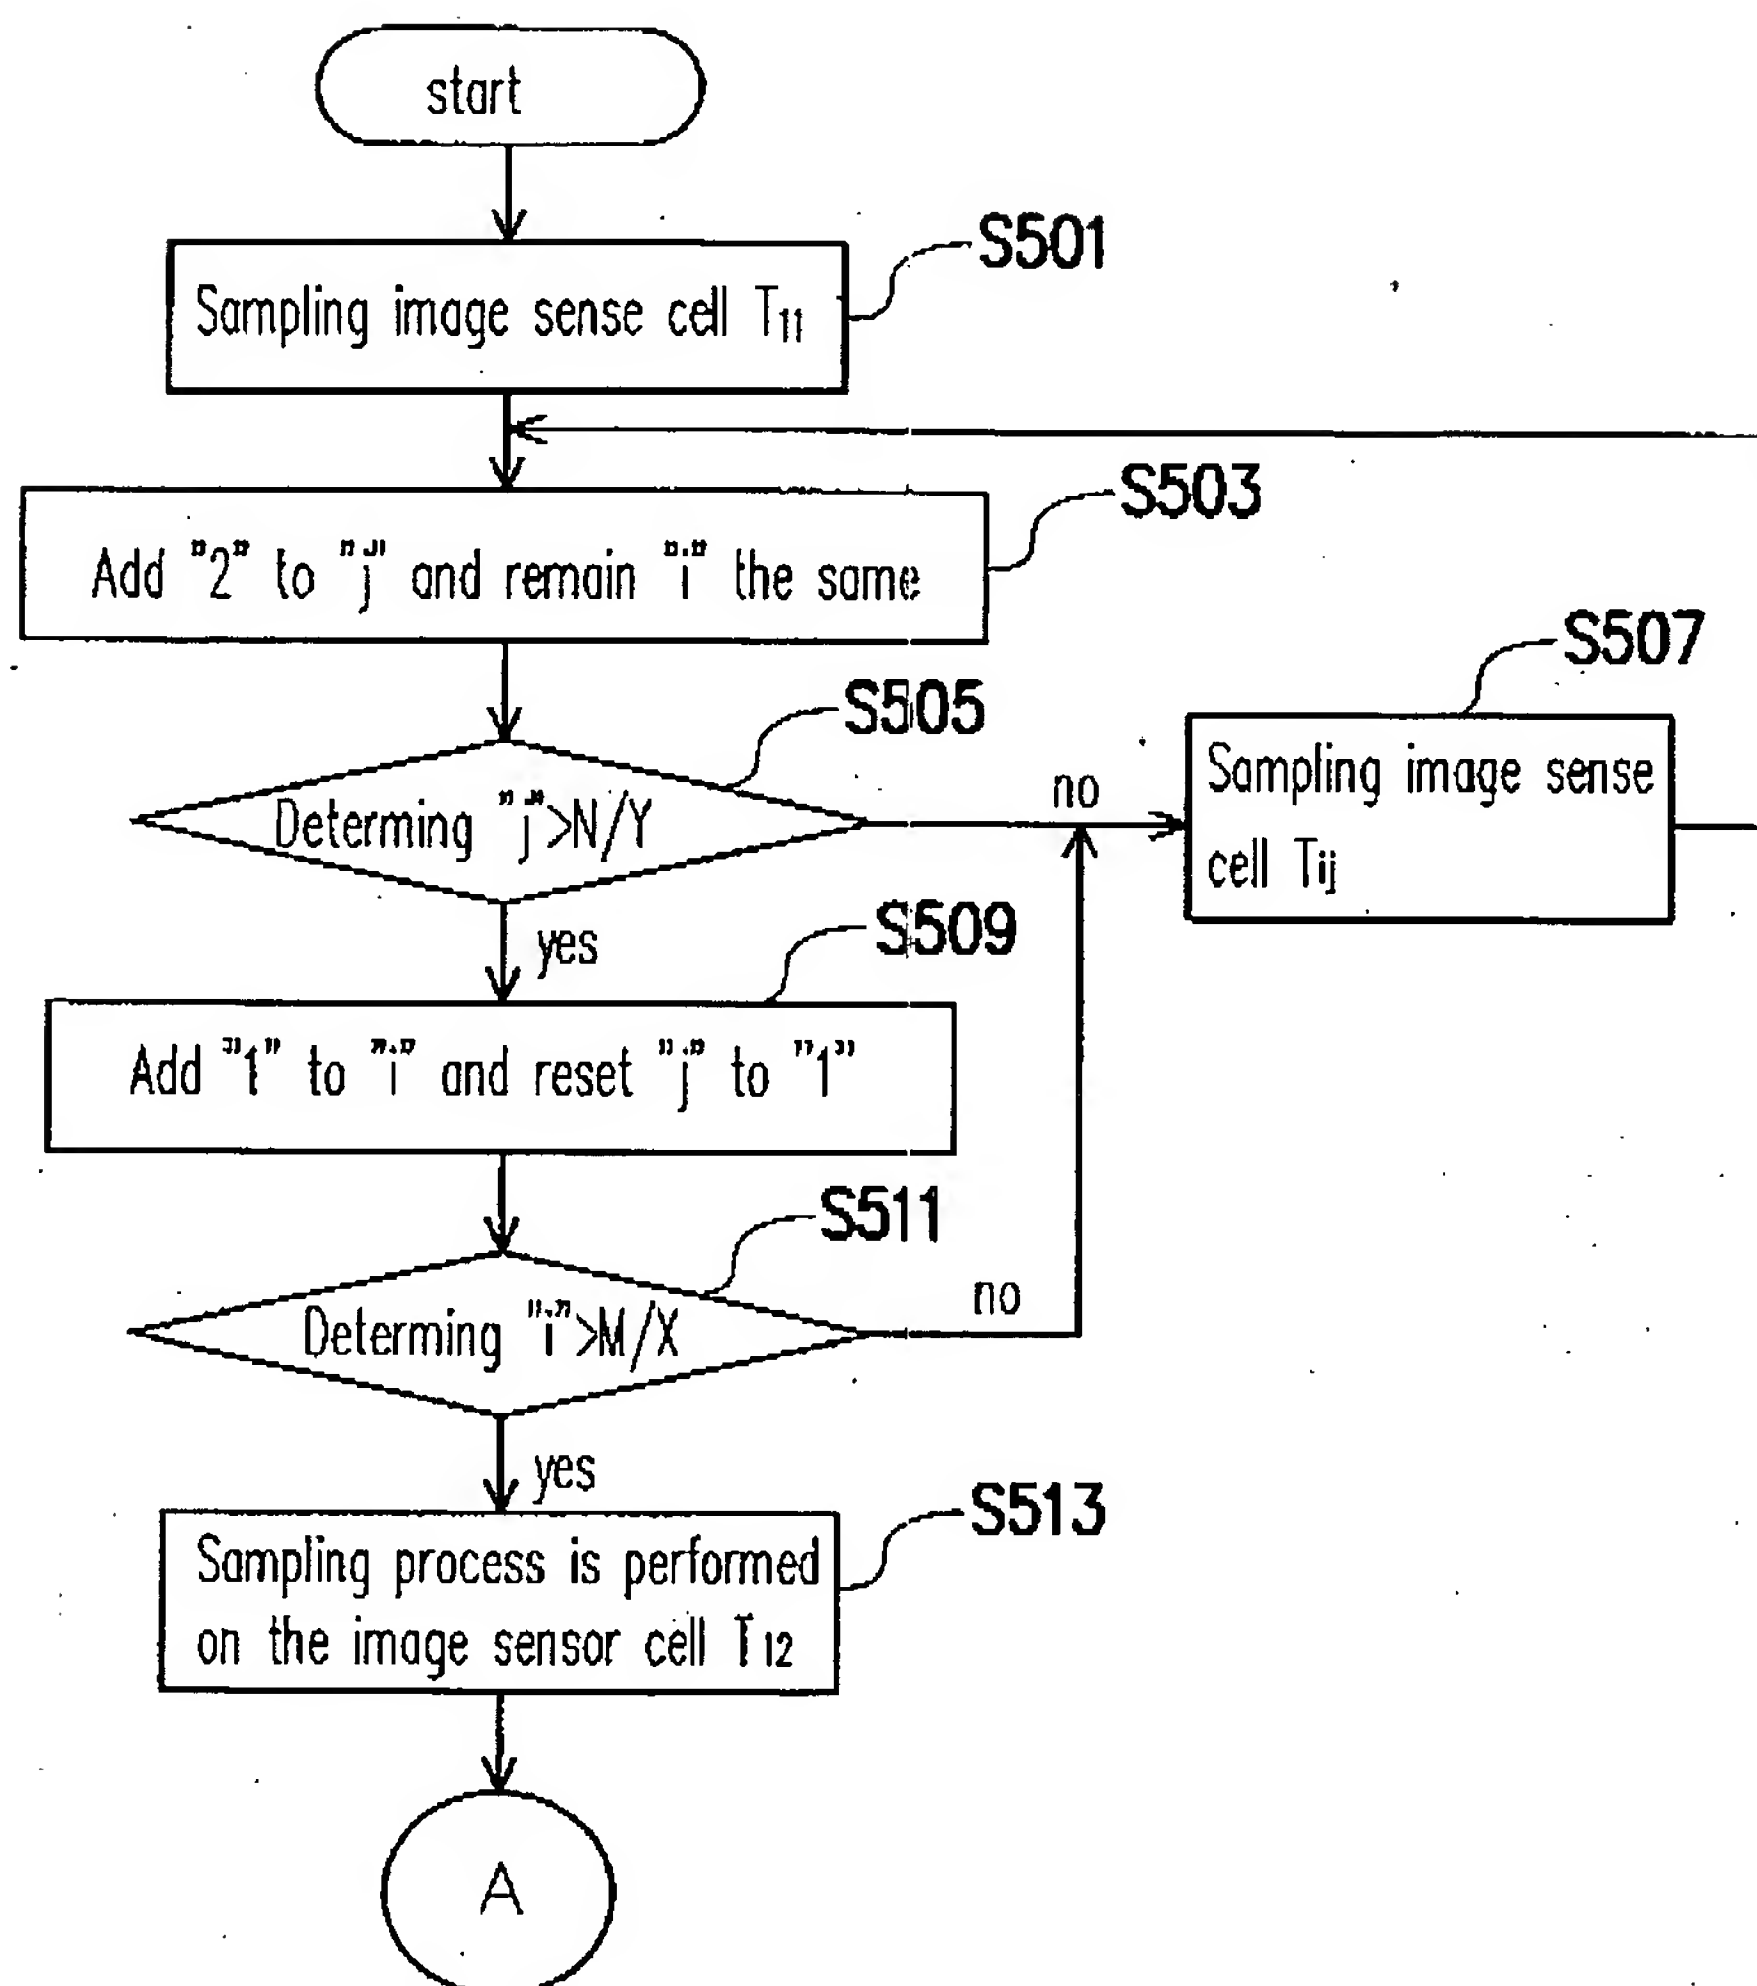 start
S501
Sampling image sense cell T11
S503
Add "2" to "j" and remain "i" the same
S507
S505
Sampling image sense
cell Tij
no
Determing "j">N/Y
yes
S509
Add "1" to "i" and reset "j" to "1"
S511
no
Determing "i">M/X
yes
S513
Sampling process is performed
on the image sensor cell T12
A